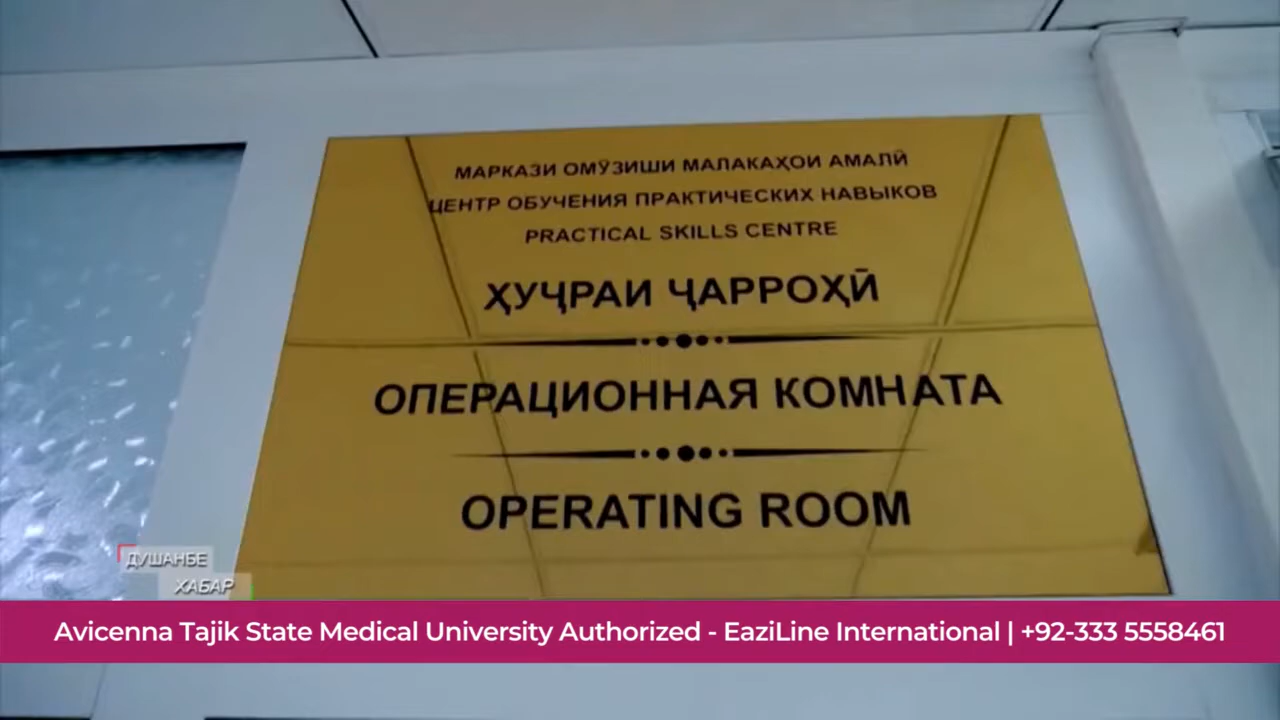 МАРКАЗИ ОМӮЗИШИ МАЛАКАҲОИ АМАЛӢ
ЦЕНТР ОБУЧЕНИЯ ПРАКТИЧЕСКИХ НАВЫКОВ
PRACTICAL SKILLS CENTRE
ҲУҶРАИ ҶАРРОҲӢ
ОПЕРАЦИОННАЯ КОМНАТА
OPERATING ROOM
ДУШАНБЕ
ХАБАР
Avicenna Tajik State Medical University Authorized - EaziLine International | +92-333 5558461